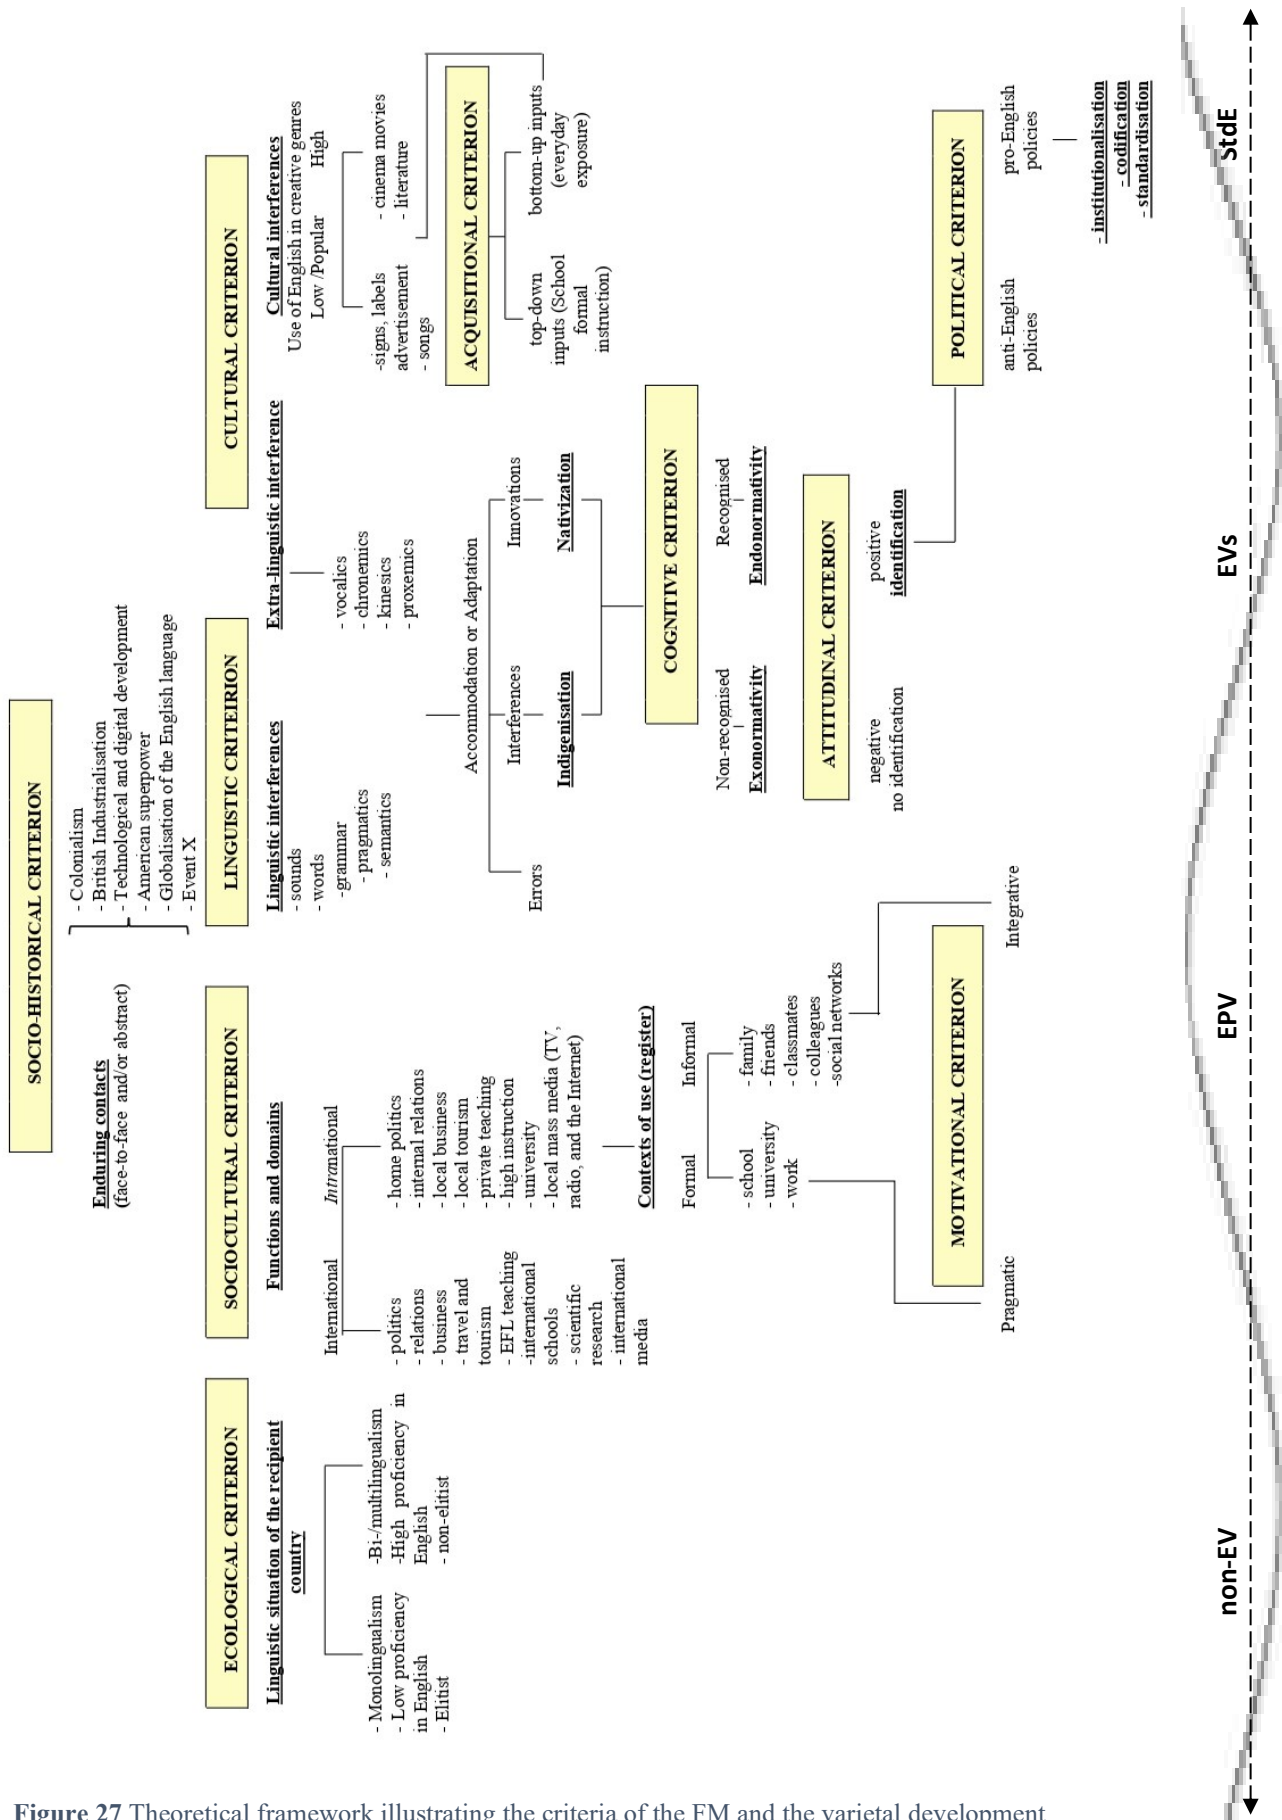 SOCIO-HISTORICAL CRITERION
Enduring contacts
(face-to-face and/or abstract)
- Colonialism
- British Industrialisation
- Technological and digital development
- American superpower
- Globalisation of the English language
- Event X
ECOLOGICAL CRITERION
Linguistic situation of the recipient
country
- Monolingualism
- Low proficiency
in English
- Elitist
-Bi-/multilingualism
-High proficiency in
English
- non-elitist
SOCIOCULTURAL CRITERION
Functions and domains
International
Intranational
- politics
- relations
- business
- travel and
tourism
- EFL teaching
-international
schools
- scientific
research
- international
media
- home politics
- internal relations
- local business
- local tourism
- private teaching
- high instruction
- university
- local mass media (TV,
radio, and the Internet)
Contexts of use (register)
Formal
Informal
- school
- university
- work
- family
- friends
- classmates
- colleagues
-social networks
MOTIVATIONAL CRITERION
Pragmatic
Integrative
LINGUISTIC CRITEIRION
Linguistic interferences
- sounds
- words
-grammar
- pragmatics
- semantics
Extra-linguistic interference
- vocalics
- chronemics
- kinesics
- proxemics
Accommodation or Adaptation
Errors
Interferences
Innovations
Indigenisation
Nativization
COGNITIVE CRITERION
Non-recognised
Recognised
Exonormativity
Endonormativity
ATTITUDINAL CRITERION
negative
no identification
positive
identification
CULTURAL CRITERION
Cultural interferences
Use of English in creative genres
Low /Popular
High
-signs, labels
advertisement
- songs
- cinema movies
- literature
ACQUISITIONAL CRITERION
top-down
inputs (School
formal
instruction)
bottom-up inputs
(everyday
exposure)
POLITICAL CRITERION
anti-English
policies
pro-English
policies
- institutionalisation
- codification
- standardisation
non-EV
EPV
EVs
StdE
Figure 27 Theoretical framework illustrating the criteria of the EM and the varietal development